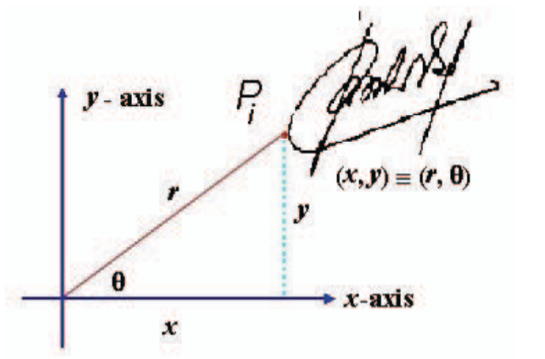 y - axis
P_i
(x, y) ≡ (r, θ)
r
y
θ
x-axis
x